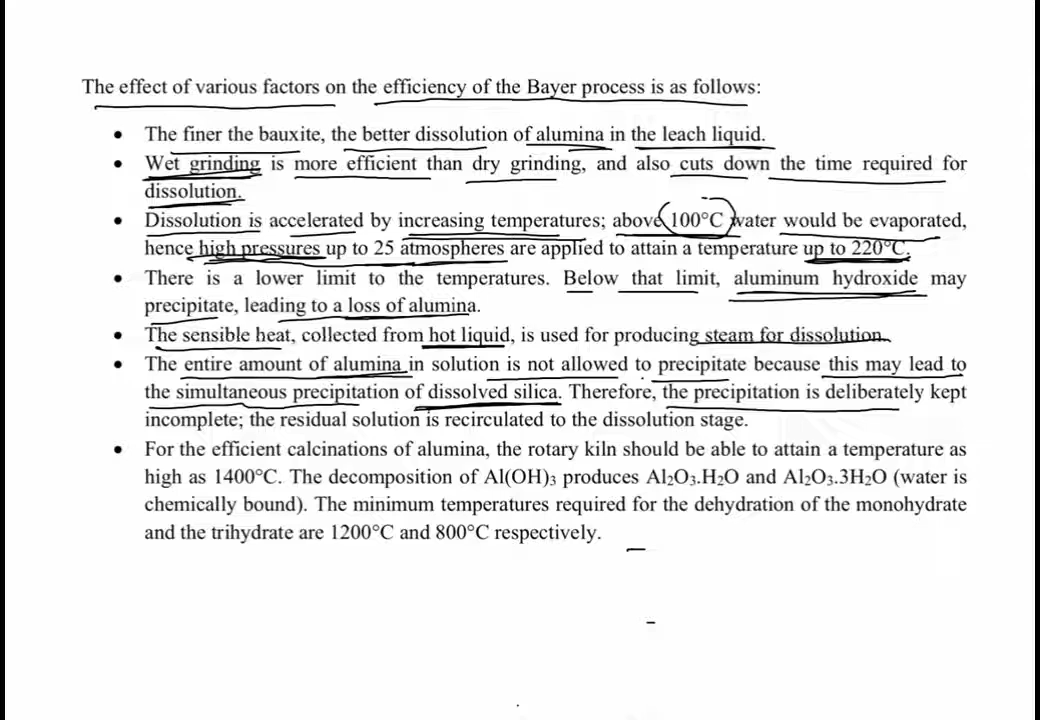 The effect of various factors on the efficiency of the Bayer process is as follows:
• The finer the bauxite, the better dissolution of alumina in the leach liquid.
• Wet grinding is more efficient than dry grinding, and also cuts down the time required for
dissolution.
• Dissolution is accelerated by increasing temperatures; above 100°C water would be evaporated,
hence high pressures up to 25 atmospheres are applied to attain a temperature up to 220°C.
• There is a lower limit to the temperatures. Below that limit, aluminum hydroxide may
precipitate, leading to a loss of alumina.
• The sensible heat, collected from hot liquid, is used for producing steam for dissolution.
• The entire amount of alumina in solution is not allowed to precipitate because this may lead to
the simultaneous precipitation of dissolved silica. Therefore, the precipitation is deliberately kept
incomplete; the residual solution is recirculated to the dissolution stage.
• For the efficient calcinations of alumina, the rotary kiln should be able to attain a temperature as
high as 1400°C. The decomposition of Al(OH)₃ produces Al₂O₃.H₂O and Al₂O₃.3H₂O (water is
chemically bound). The minimum temperatures required for the dehydration of the monohydrate
and the trihydrate are 1200°C and 800°C respectively.